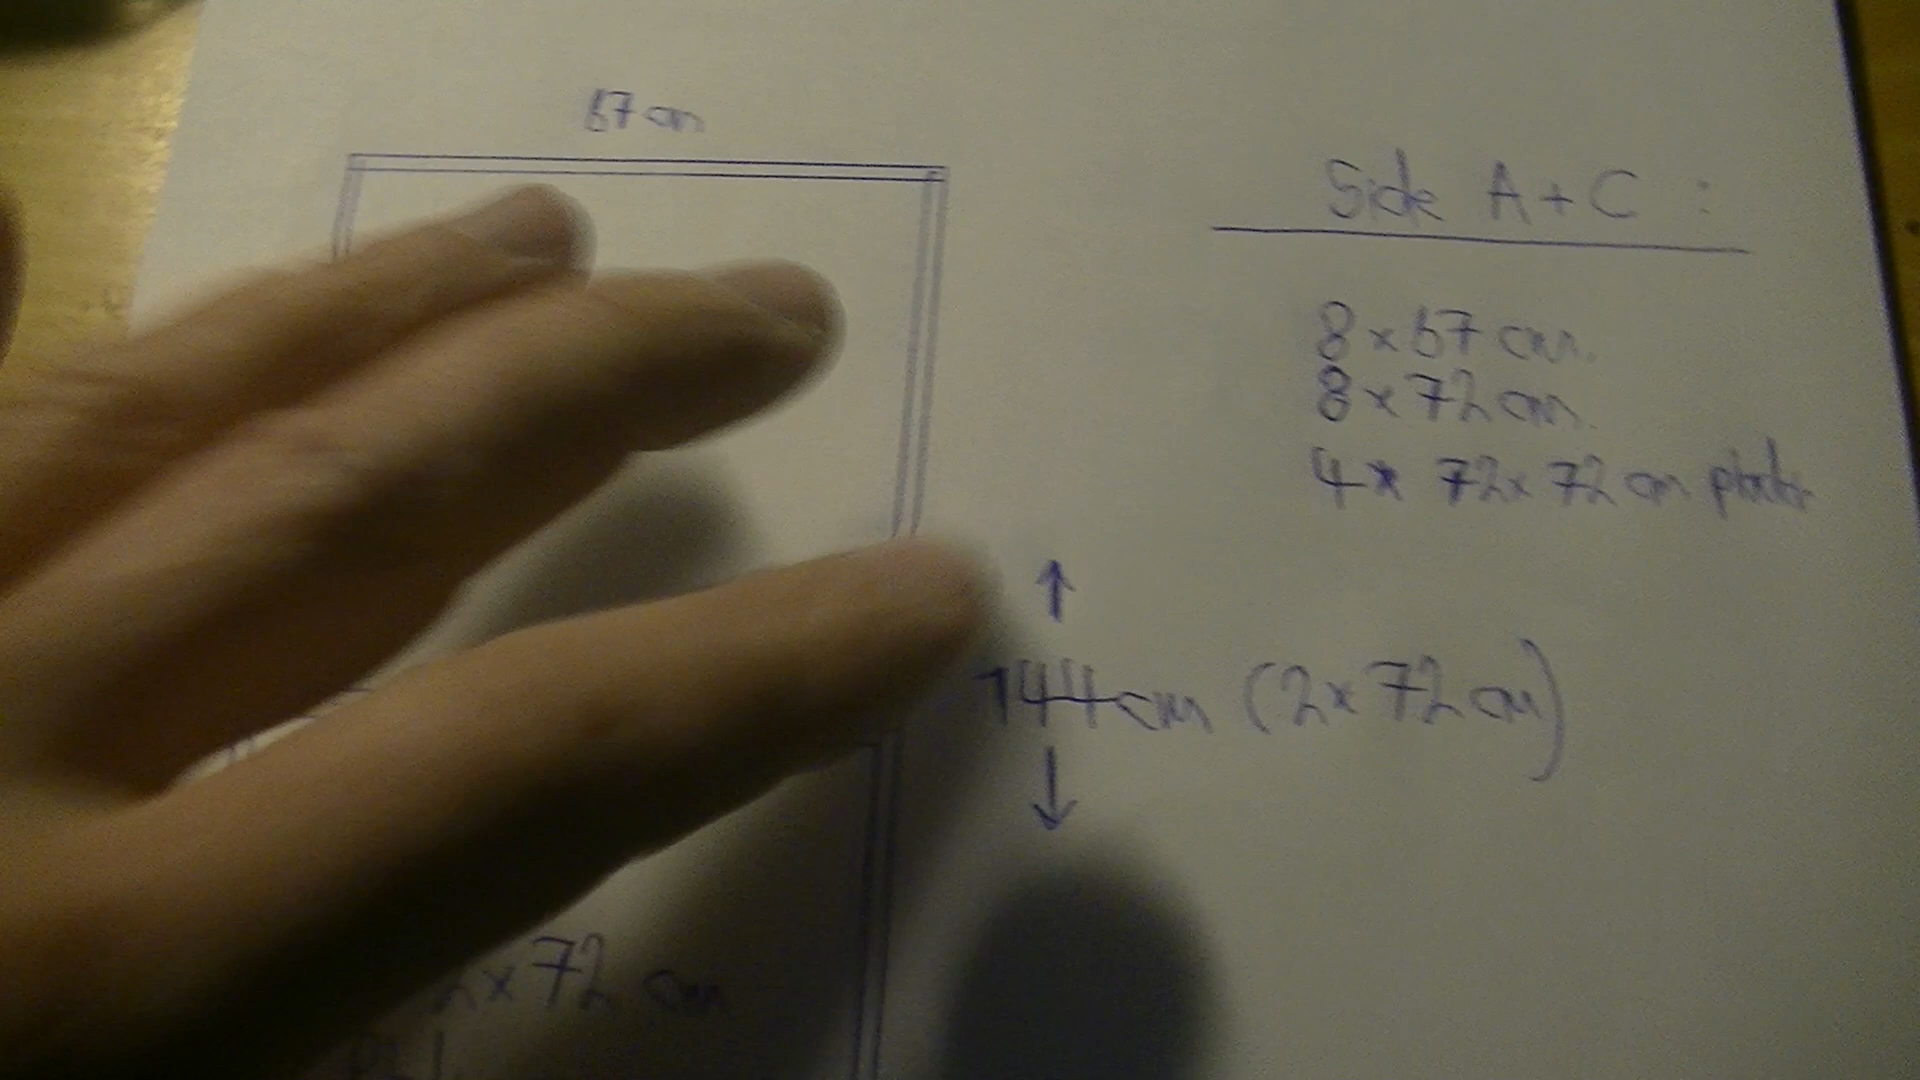 67 cm
Side A + C :
8 x 67 cm.
8 x 72 cm.
4 x 72 x 72 cm
144 cm (2 x 72 cm)
x 72 cm